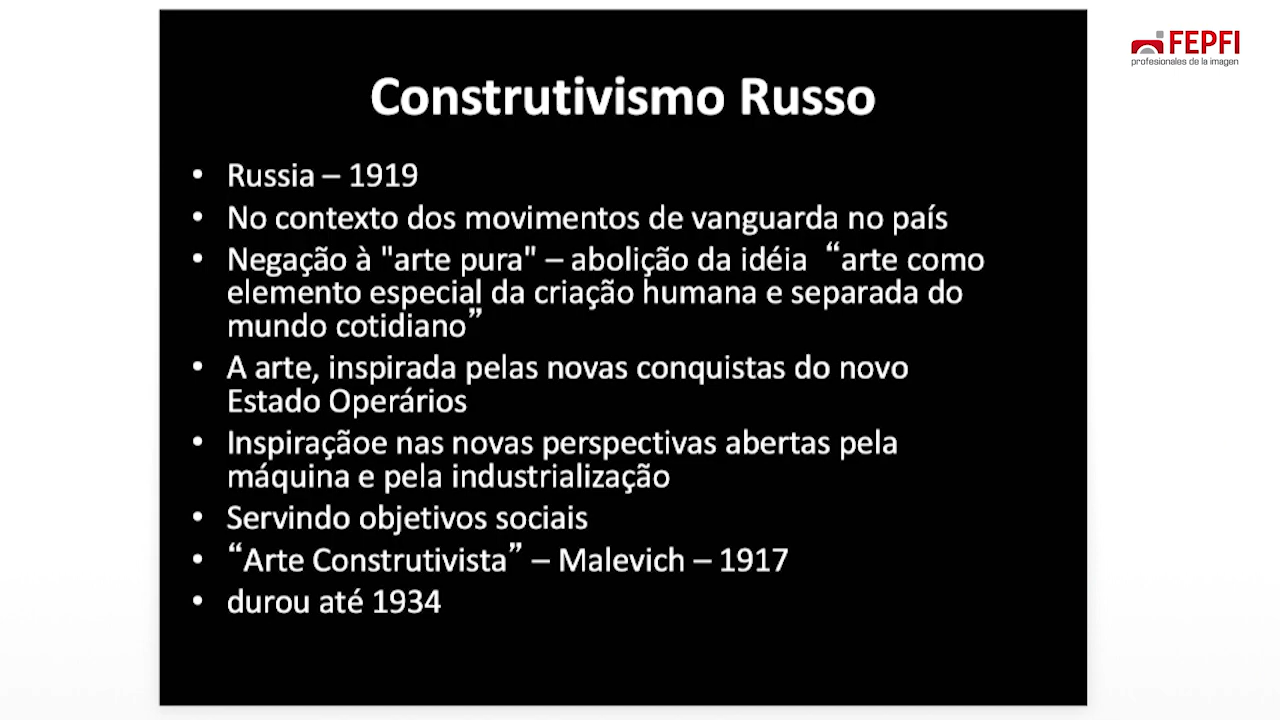 FEPFI
profesionales de la imagen
Construtivismo Russo
• Russia – 1919
• No contexto dos movimentos de vanguarda no país
• Negação à "arte pura" – abolição da idéia “arte como
elemento especial da criação humana e separada do
mundo cotidiano”
• A arte, inspirada pelas novas conquistas do novo
Estado Operários
• Inspiraçãoe nas novas perspectivas abertas pela
máquina e pela industrialização
• Servindo objetivos sociais
• “Arte Construtivista” – Malevich – 1917
• durou até 1934